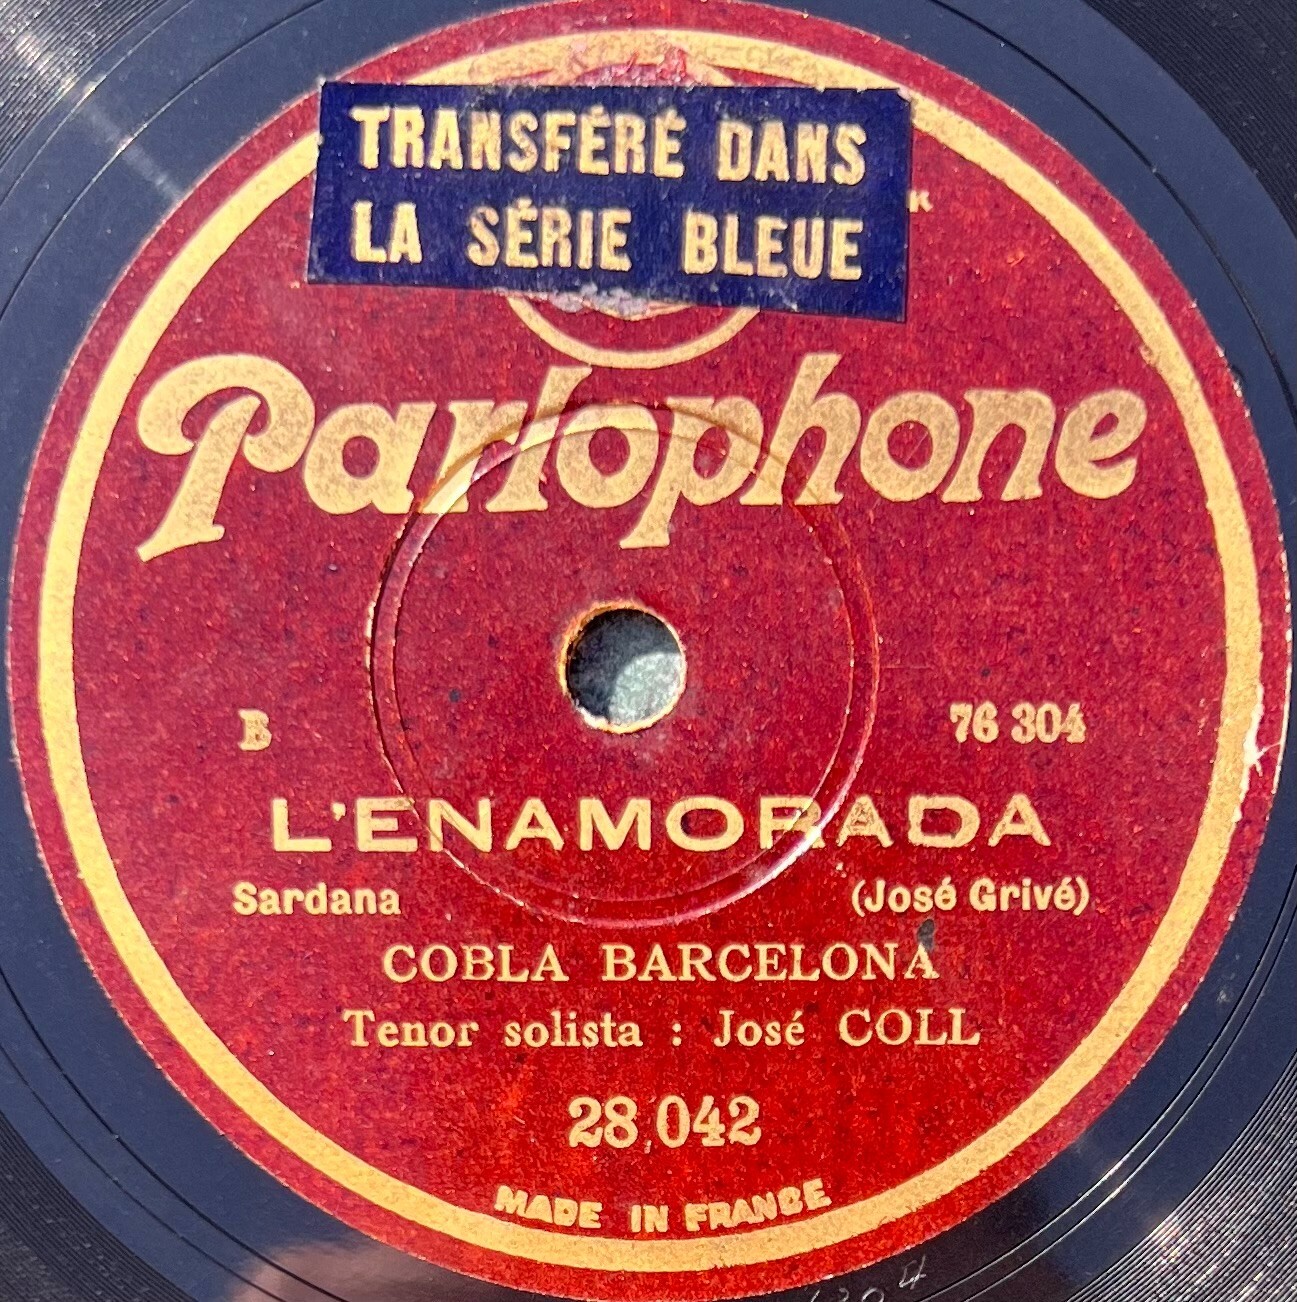 TRANSFÉRÉ DANS
LA SÉRIE BLEUE
Parlophone
B
76 304
L'ENAMORADA
Sardana
(José Grivé)
COBLA BARCELONA
Tenor solista : José COLL
28.042
MADE IN FRANCE